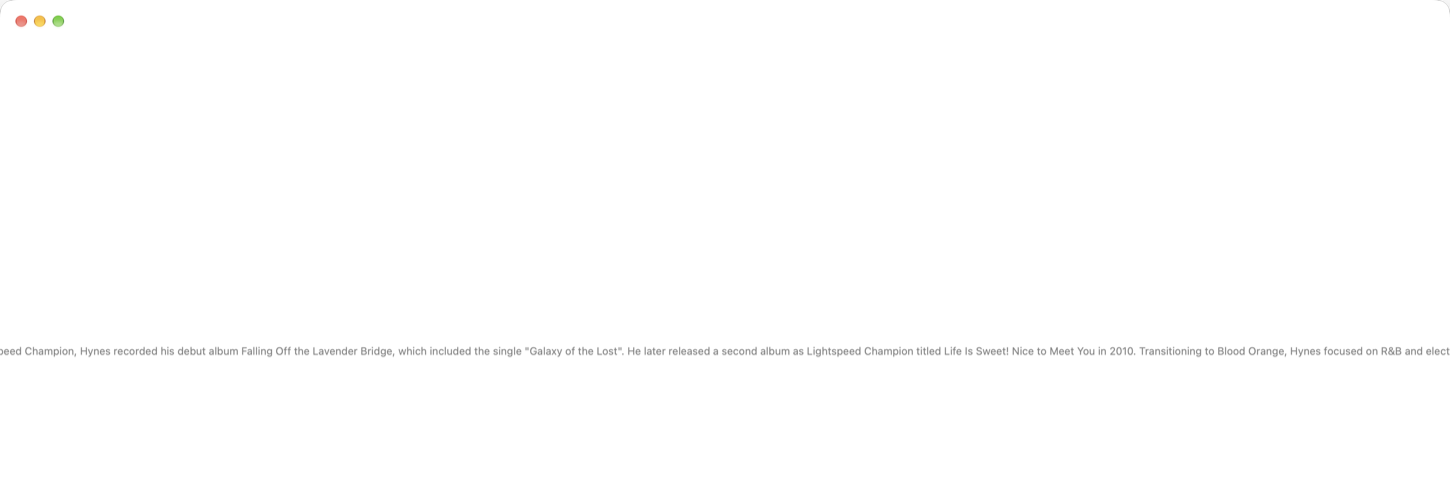 peed Champion, Hynes recorded his debut album Falling Off the Lavender Bridge, which included the single "Galaxy of the Lost". He later released a second album as Lightspeed Champion titled Life Is Sweet! Nice to Meet You in 2010. Transitioning to Blood Orange, Hynes focused on R&B and elect